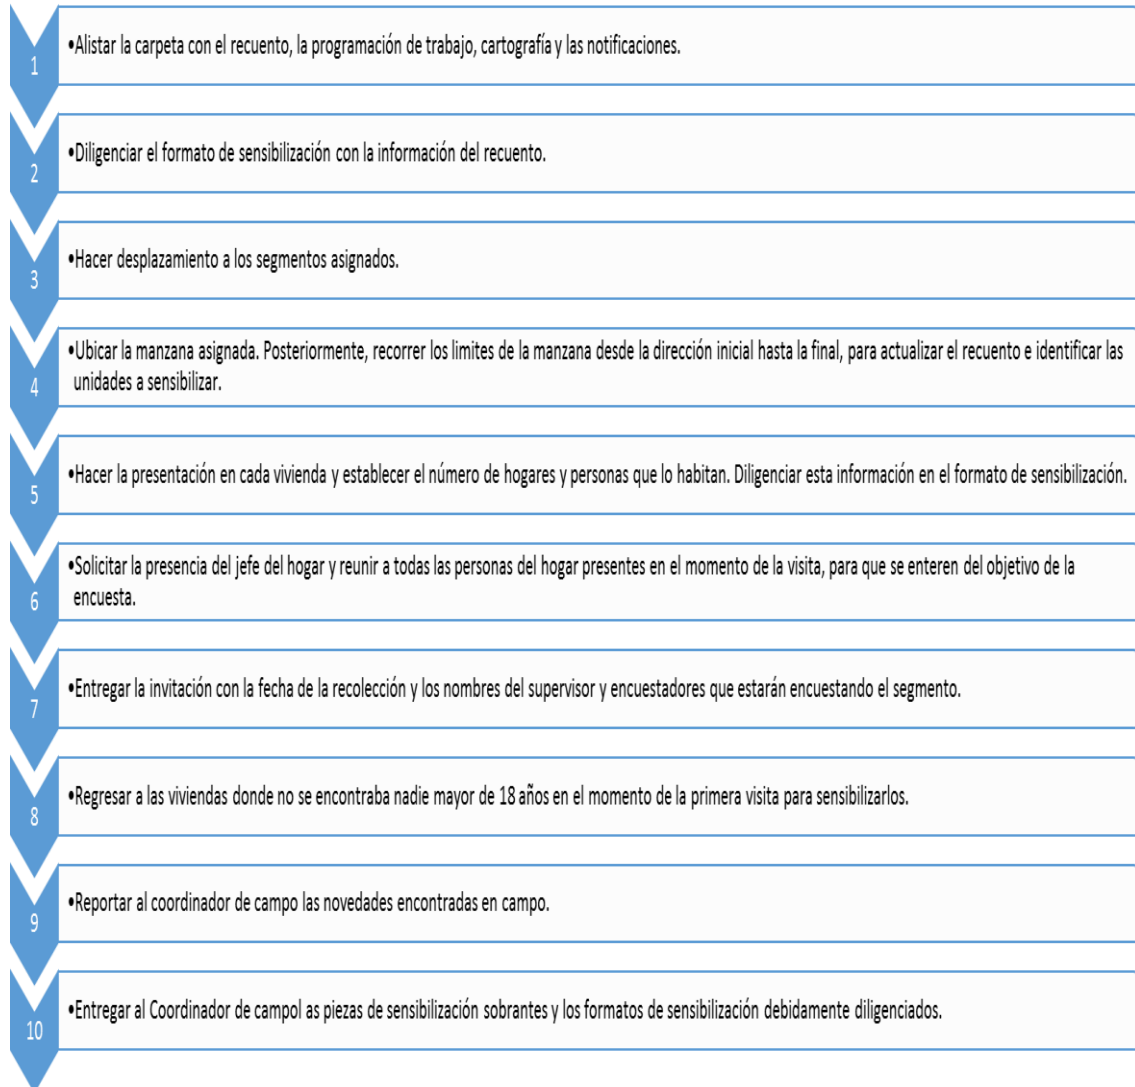 1
•Alistar la carpeta con el recuento, la programación de trabajo, cartografía y las notificaciones.
2
•Diligenciar el formato de sensibilización con la información del recuento.
3
•Hacer desplazamiento a los segmentos asignados.
4
•Ubicar la manzana asignada. Posteriormente, recorrer los limites de la manzana desde la dirección inicial hasta la final, para actualizar el recuento e identificar las
unidades a sensibilizar.
5
•Hacer la presentación en cada vivienda y establecer el número de hogares y personas que lo habitan. Diligenciar esta información en el formato de sensibilización.
6
•Solicitar la presencia del jefe del hogar y reunir a todas las personas del hogar presentes en el momento de la visita, para que se enteren del objetivo de la
encuesta.
7
•Entregar la invitación con la fecha de la recolección y los nombres del supervisor y encuestadores que estarán encuestando el segmento.
8
•Regresar a las viviendas donde no se encontraba nadie mayor de 18 años en el momento de la primera visita para sensibilizarlos.
9
•Reportar al coordinador de campo las novedades encontradas en campo.
10
•Entregar al Coordinador de campol as piezas de sensibilización sobrantes y los formatos de sensibilización debidamente diligenciados.